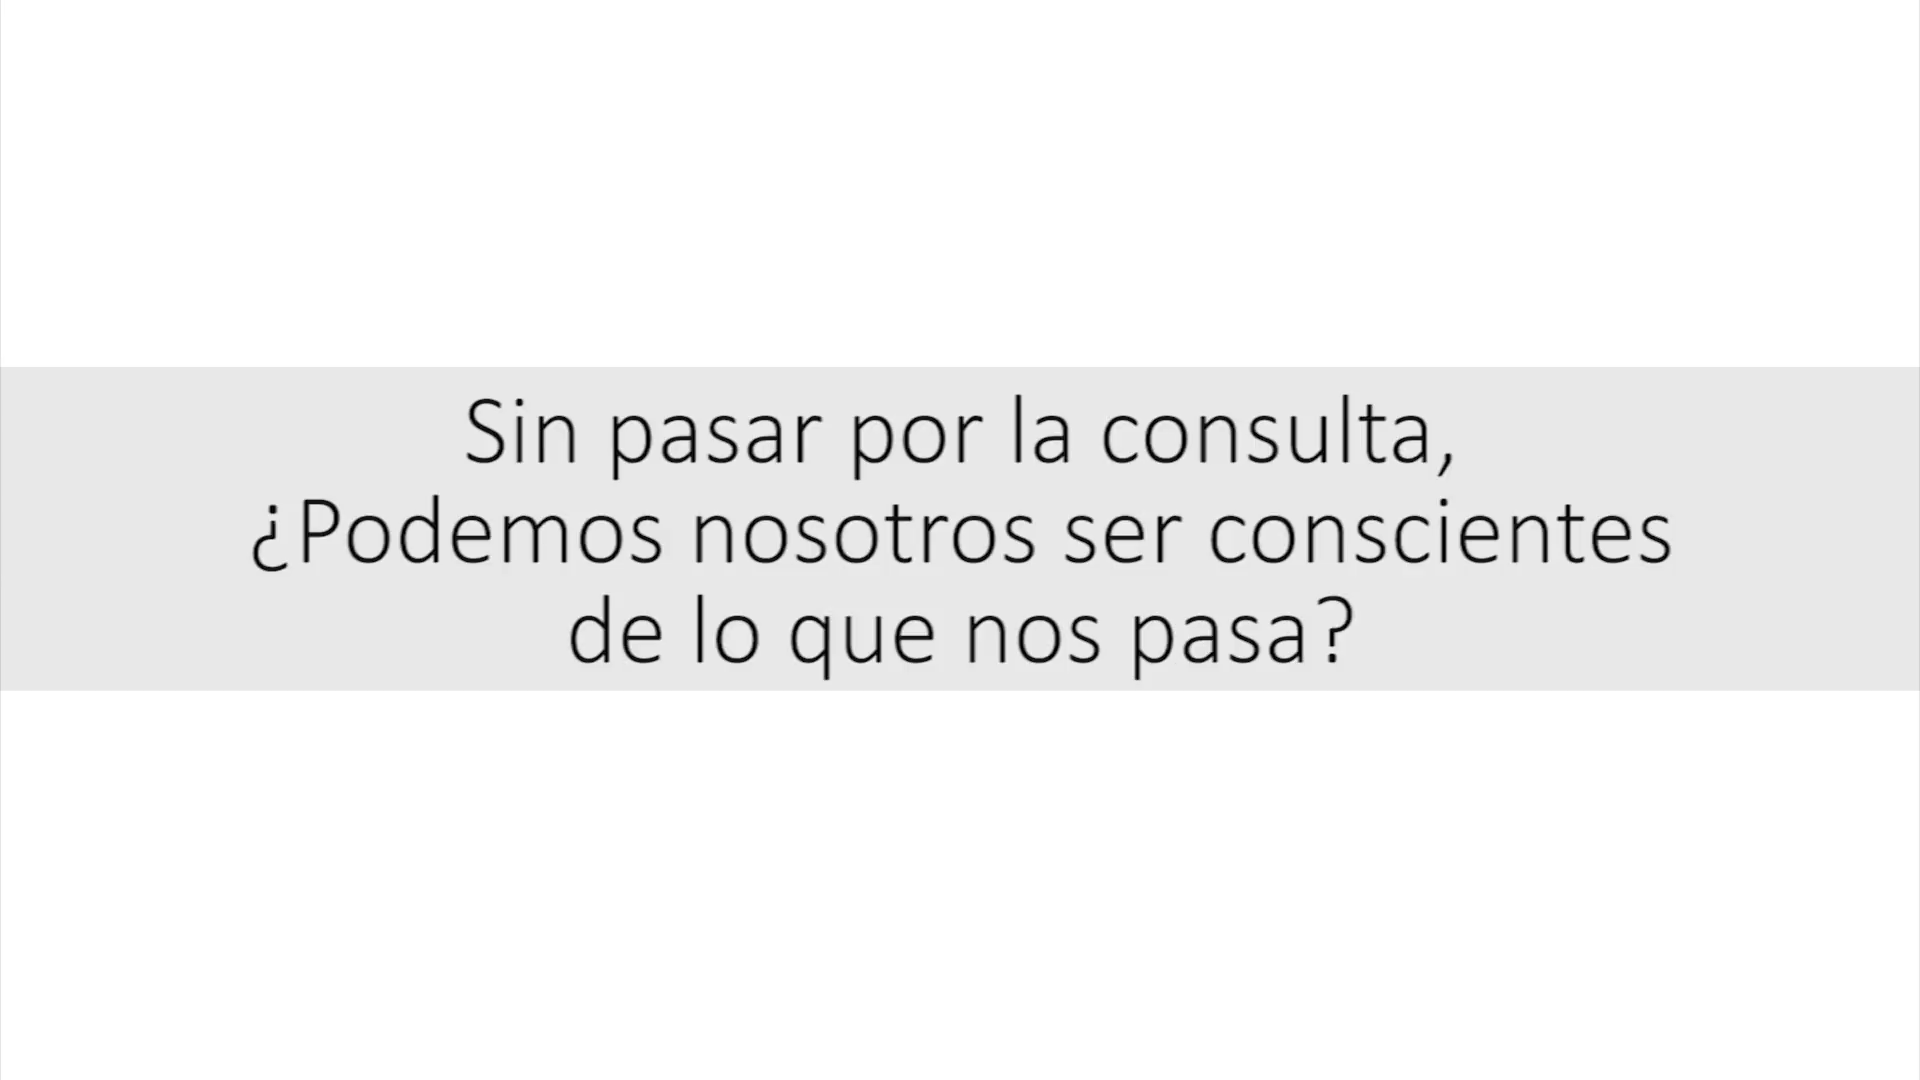 Sin pasar por la consulta,
¿Podemos nosotros ser conscientes
de lo que nos pasa?